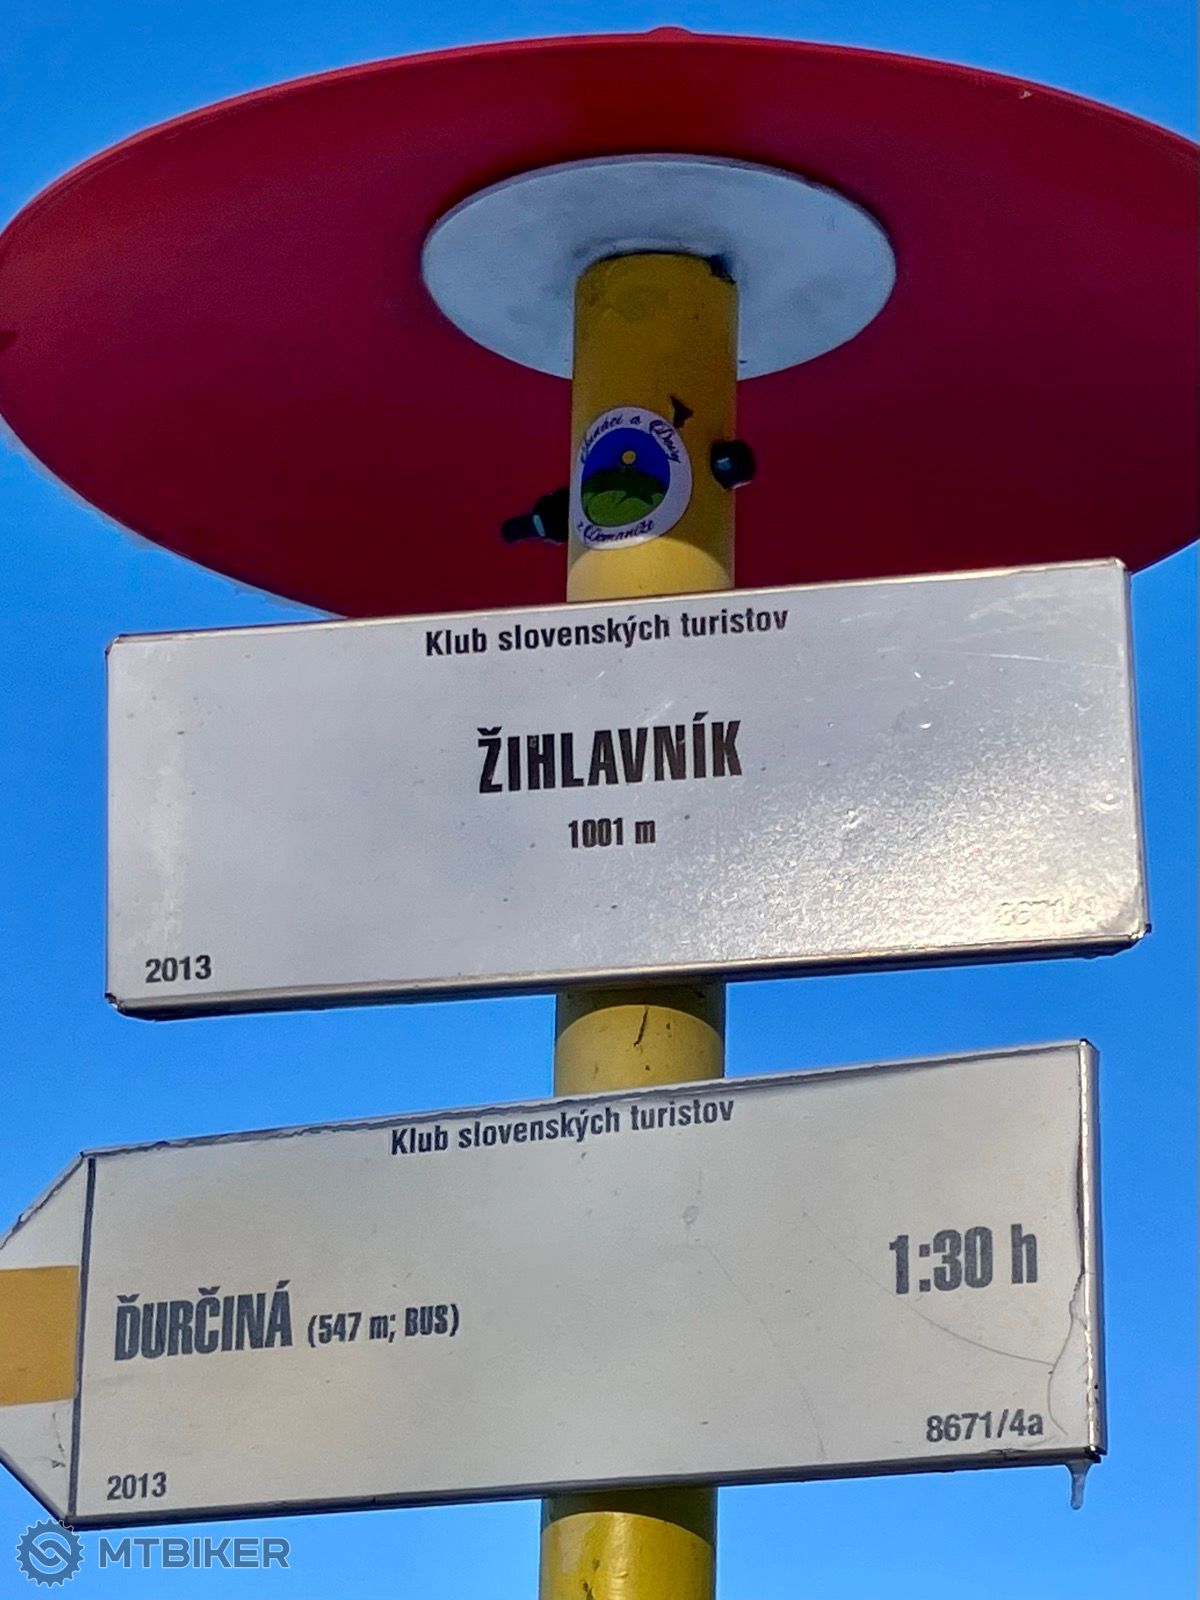 a
Klub slovenských turistov
ŽIHLAVNÍK
1001 m
2013
Klub slovenských turistov
1:30 h
ĎURČINÁ (547 m; BUS)
8671/4a
2013
MTBIKER